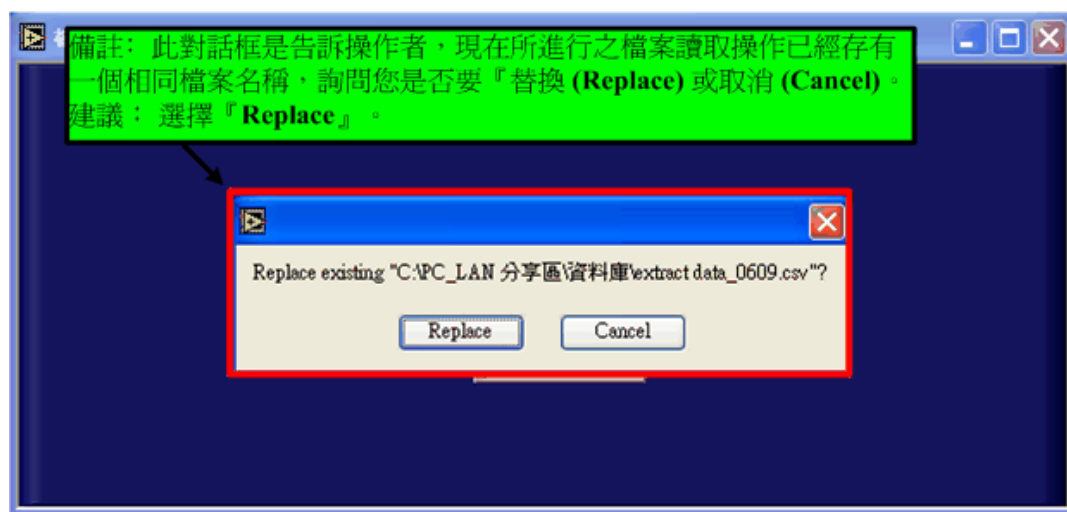 備註: 此對話框是告訴操作者，現在所進行之檔案讀取操作已經存有
一個相同檔案名稱，詢問您是否要『替換 (Replace) 或取消 (Cancel)。
建議： 選擇『Replace』。
Replace existing "C:\PC_LAN 分享區\資料庫\extract data_0609.csv"?
Replace
Cancel